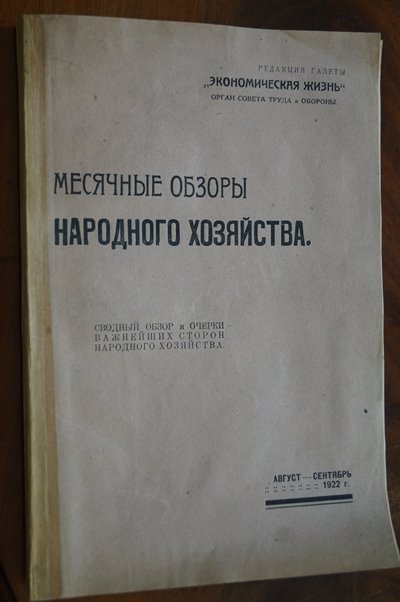 РЕДАКЦИЯ ГАЗЕТЫ
„ЭКОНОМИЧЕСКАЯ ЖИЗНЬ“
ОРГАН СОВЕТА ТРУДА и ОБОРОНЫ.
МЕСЯЧНЫЕ ОБЗОРЫ
НАРОДНОГО ХОЗЯЙСТВА.
СВОДНЫЙ ОБЗОР и ОЧЕРКИ -
ВАЖНЕЙШИХ СТОРОН
НАРОДНОГО ХОЗЯЙСТВА.
АВГУСТ — СЕНТЯБРЬ
1922 г.